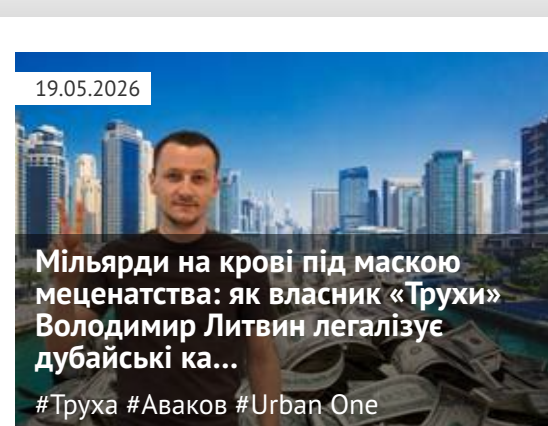 19.05.2026
Мільярди на крові під маскою
меценатства: як власник «Трухи»
Володимир Литвин легалізує
дубайські ка...
#Труха #Аваков #Urban One